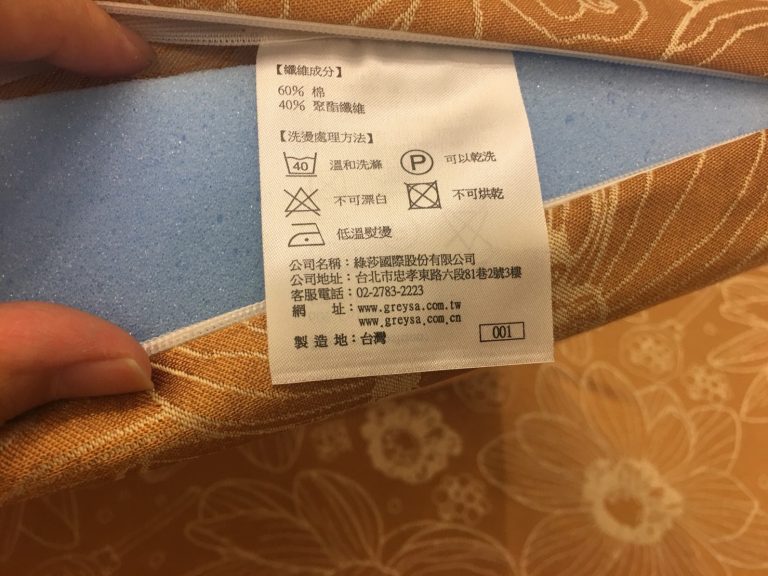 【纖維成分】
60% 棉
40% 聚酯纖維
【洗燙處理方法】
40 溫和洗滌 P 可以乾洗
不可漂白 不可烘乾
低溫熨燙
公司名稱：綠莎國際股份有限公司
公司地址：台北市忠孝東路六段81巷2號3樓
客服電話：02-2783-2223
網 址：www.greysa.com.tw
www.greysa.com.cn
製造地：台灣 001